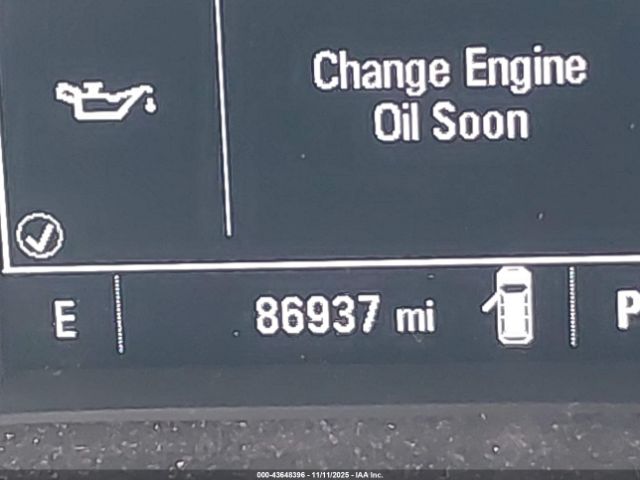 Change Engine
Oil Soon
E
86937 mi
P
000-43648396 - 11/11/2025 - IAA Inc.